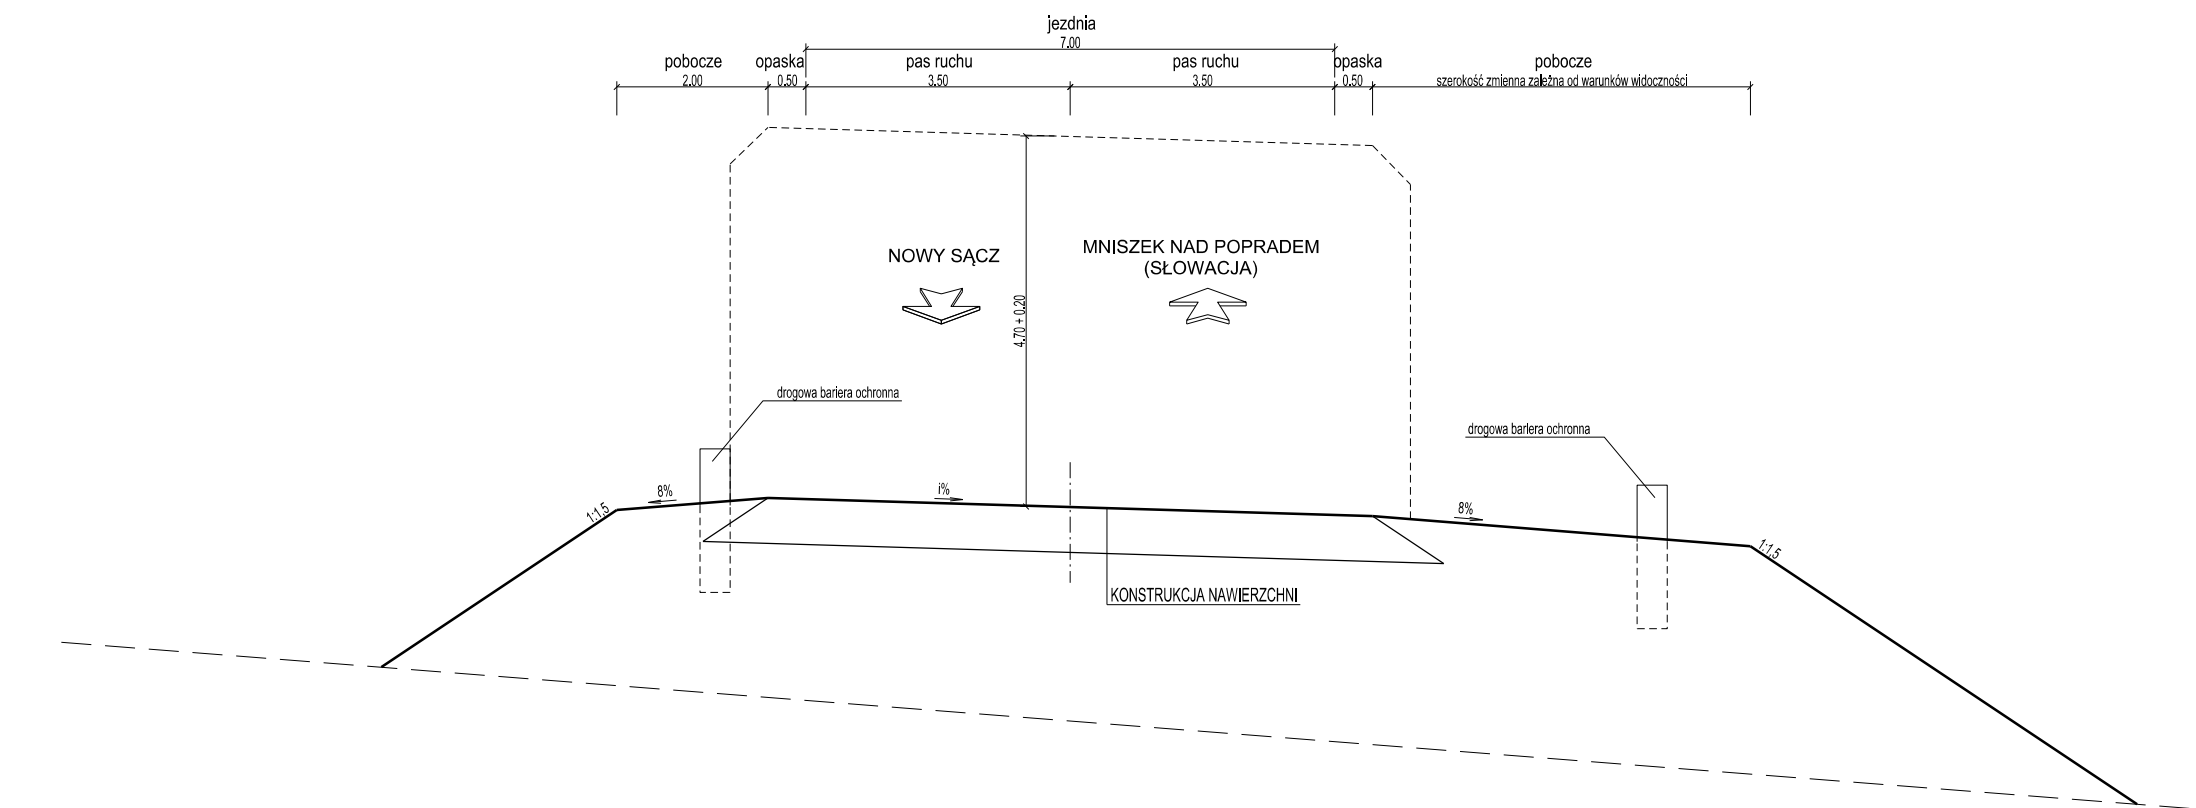 jezdnia
7.00
pobocze opaska pas ruchu pas ruchu opaska pobocze
2.00 0.50 3.50 3.50 0.50 szerokość zmienna zależna od warunków widoczności
NOWY SĄCZ
MNISZEK NAD POPRADEM
(SŁOWACJA)
4.70 + 0.20
drogowa bariera ochronna
drogowa bariera ochronna
1:1,5
8%
i%
8%
1:1,5
KONSTRUKCJA NAWIERZCHNI